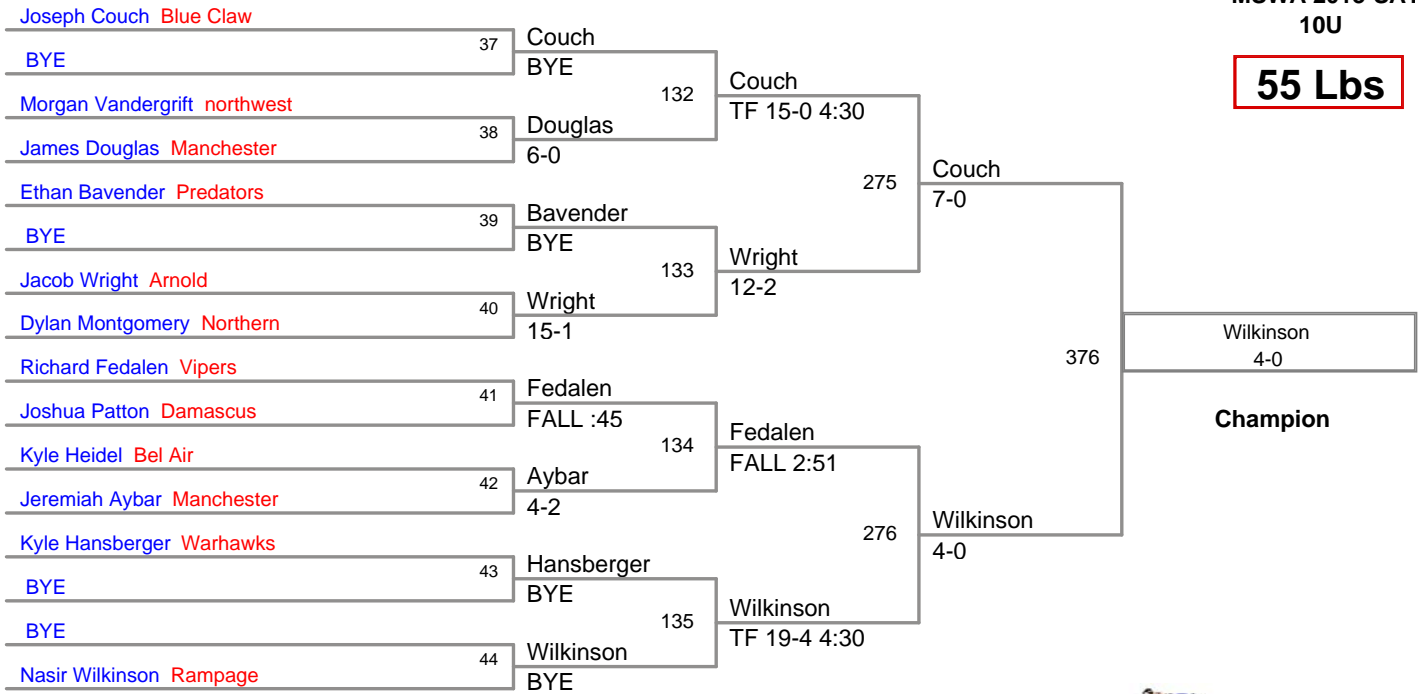 MSWA 2015 SAT
10U
55 Lbs
Joseph Couch Blue Claw
BYE
Morgan Vandergrift northwest
James Douglas Manchester
Ethan Bavender Predators
BYE
Jacob Wright Arnold
Dylan Montgomery Northern
Richard Fedalen Vipers
Joshua Patton Damascus
Kyle Heidel Bel Air
Jeremiah Aybar Manchester
Kyle Hansberger Warhawks
BYE
BYE
Nasir Wilkinson Rampage
37
Couch
BYE
38
Douglas
6-0
39
Bavender
BYE
40
Wright
15-1
41
Fedalen
FALL :45
42
Aybar
4-2
43
Hansberger
BYE
44
Wilkinson
BYE
132
Couch
TF 15-0 4:30
133
Wright
12-2
134
Fedalen
FALL 2:51
135
Wilkinson
TF 19-4 4:30
275
Couch
7-0
276
Wilkinson
4-0
376
Wilkinson
4-0
Champion